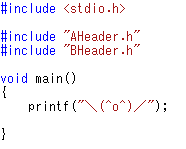 #include <stdio.h>
#include "AHeader.h"
#include "BHeader.h"
void main()
{
printf("＼(^o^)／");
}